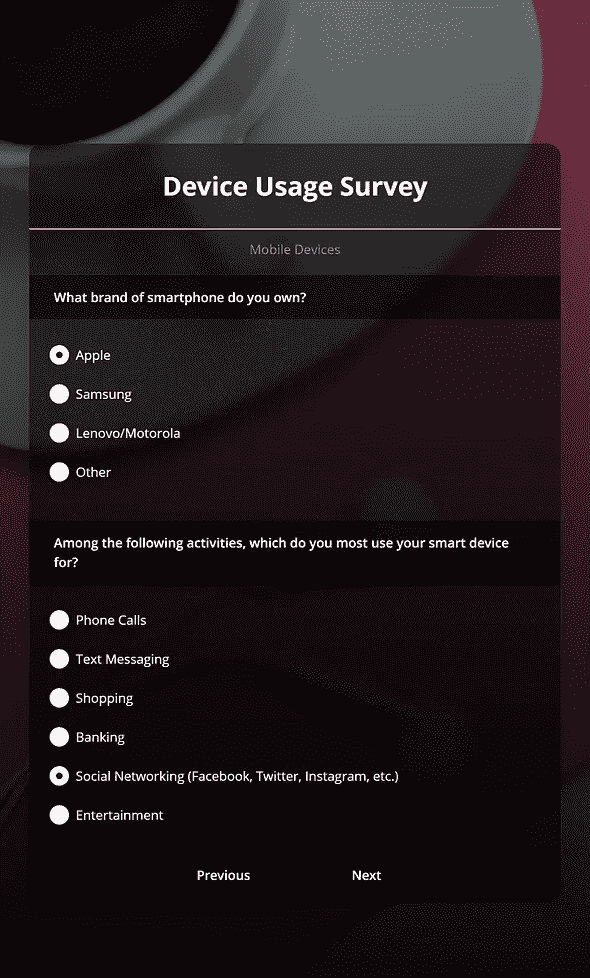 Device Usage Survey
Mobile Devices
What brand of smartphone do you own?
Apple
Samsung
Lenovo/Motorola
Other
Among the following activities, which do you most use your smart device
for?
Phone Calls
Text Messaging
Shopping
Banking
Social Networking (Facebook, Twitter, Instagram, etc.)
Entertainment
Previous Next